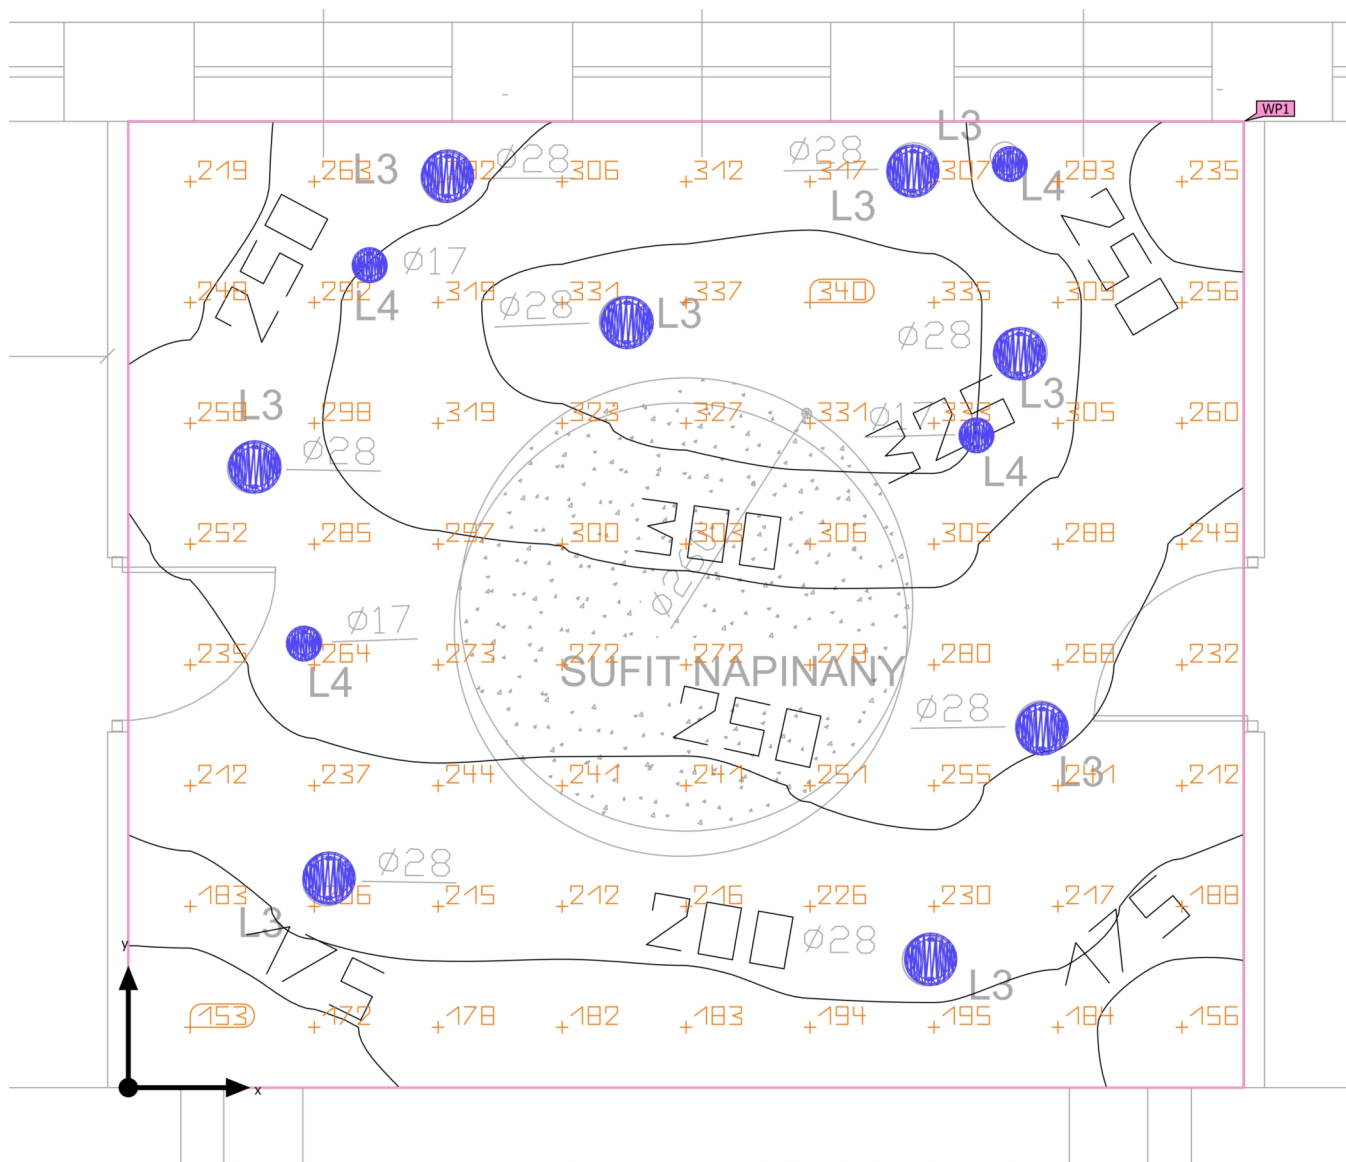 WP1
L3
219 265 L3 Ø28 306 312 Ø28 317 307 L4 283 235
L3
250 250
Ø17
248 292 L4 319 Ø28 331 L3 337 340 335 309 256
Ø28
L3
258 L3 298 319 323 327 331 Ø17 333 325 305 260
Ø28 L4
252 285 297 300 300 303 306 305 288 249
Ø17
235 264 273 272 272 278 280 268 232
L4 SUFIT NAPINANY
250 Ø28
212 237 244 241 241 251 255 L3 241 212
Ø28
183 215 212 216 226 230 217 188
L3 200 Ø28 175
175 L3
y
153 172 178 182 183 194 195 184 156
x